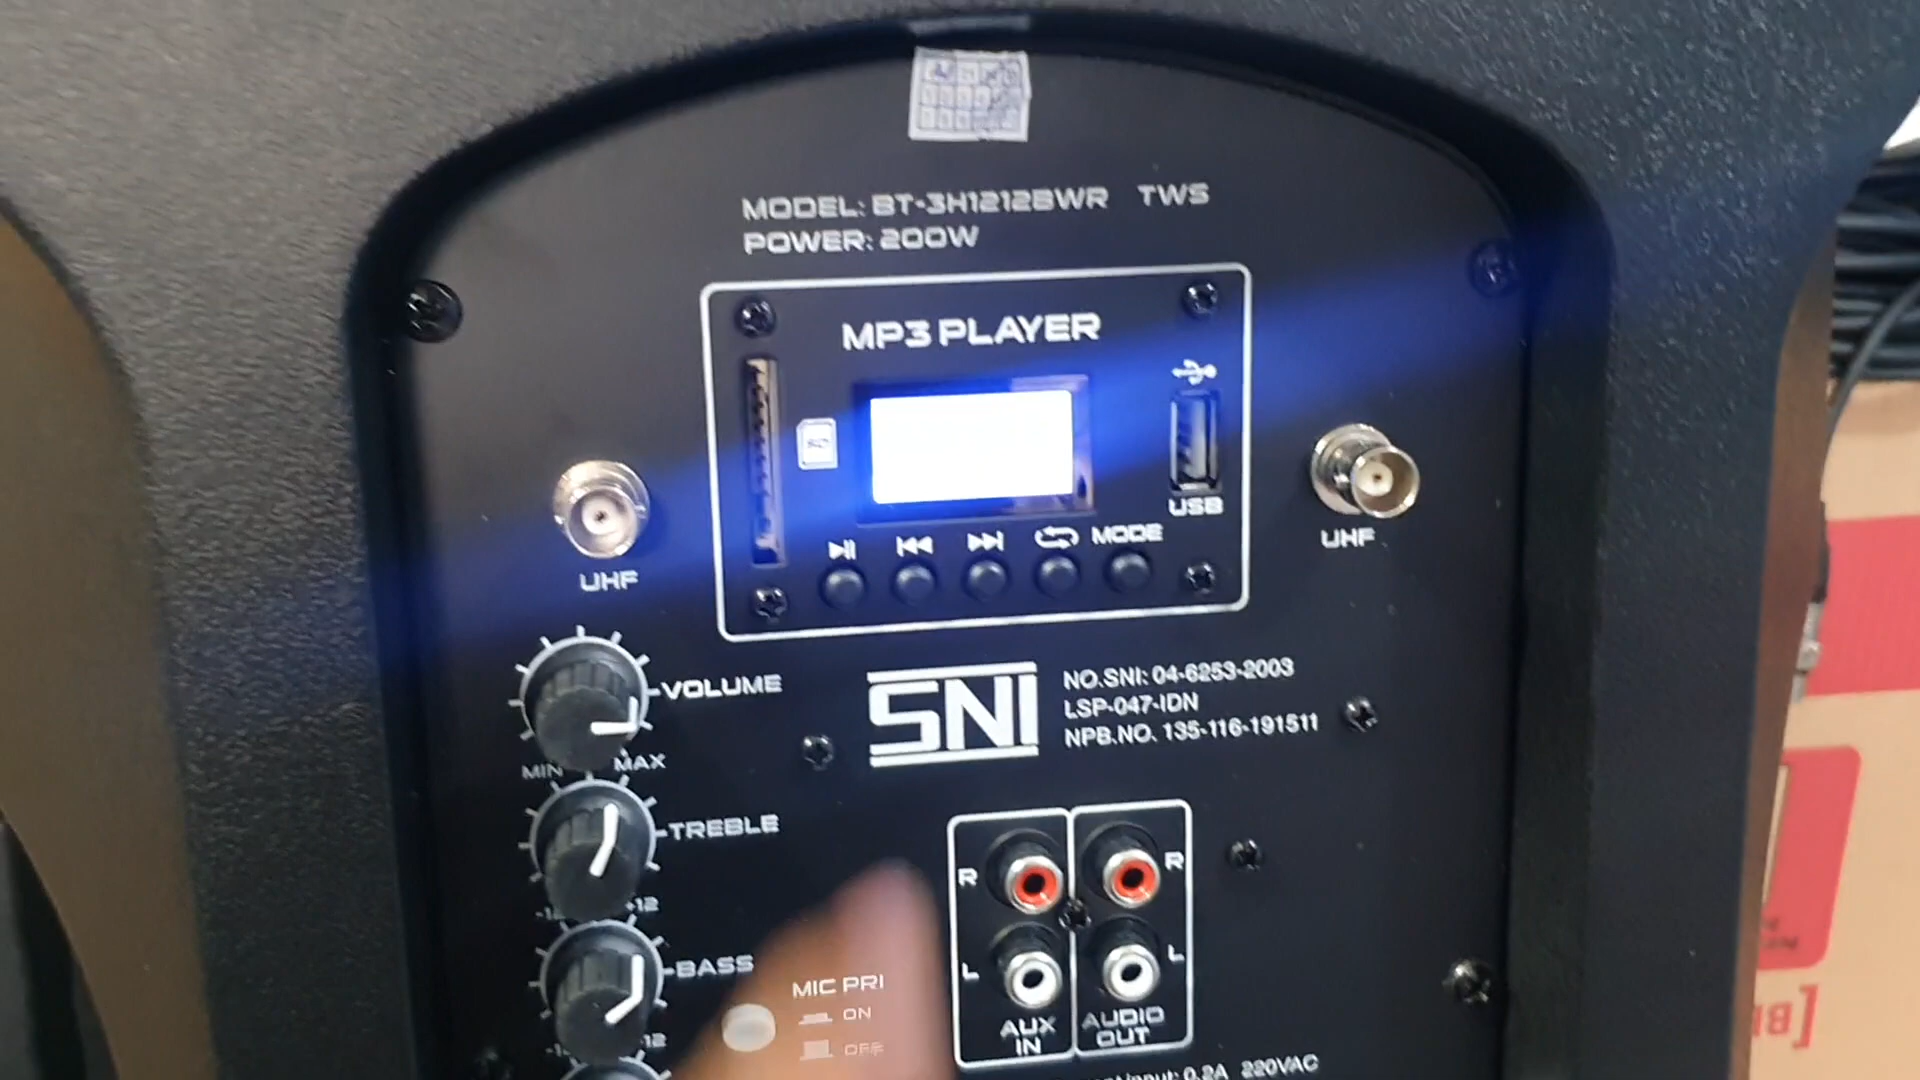 MODEL: BT-3H1212BWR TWS
POWER: 200W
MP3 PLAYER
SD
USB
MODE
UHF
UHF
VOLUME
MIN
MAX
SNI
NO.SNI: 04-6253-2003
LSP-047-IDN
NPB.NO. 135-116-191511
TREBLE
+12
BASS
R
R
L
L
AUX
IN
AUDIO
OUT
MIC PRI
ON
OFF
input: 0.2A 220VAC